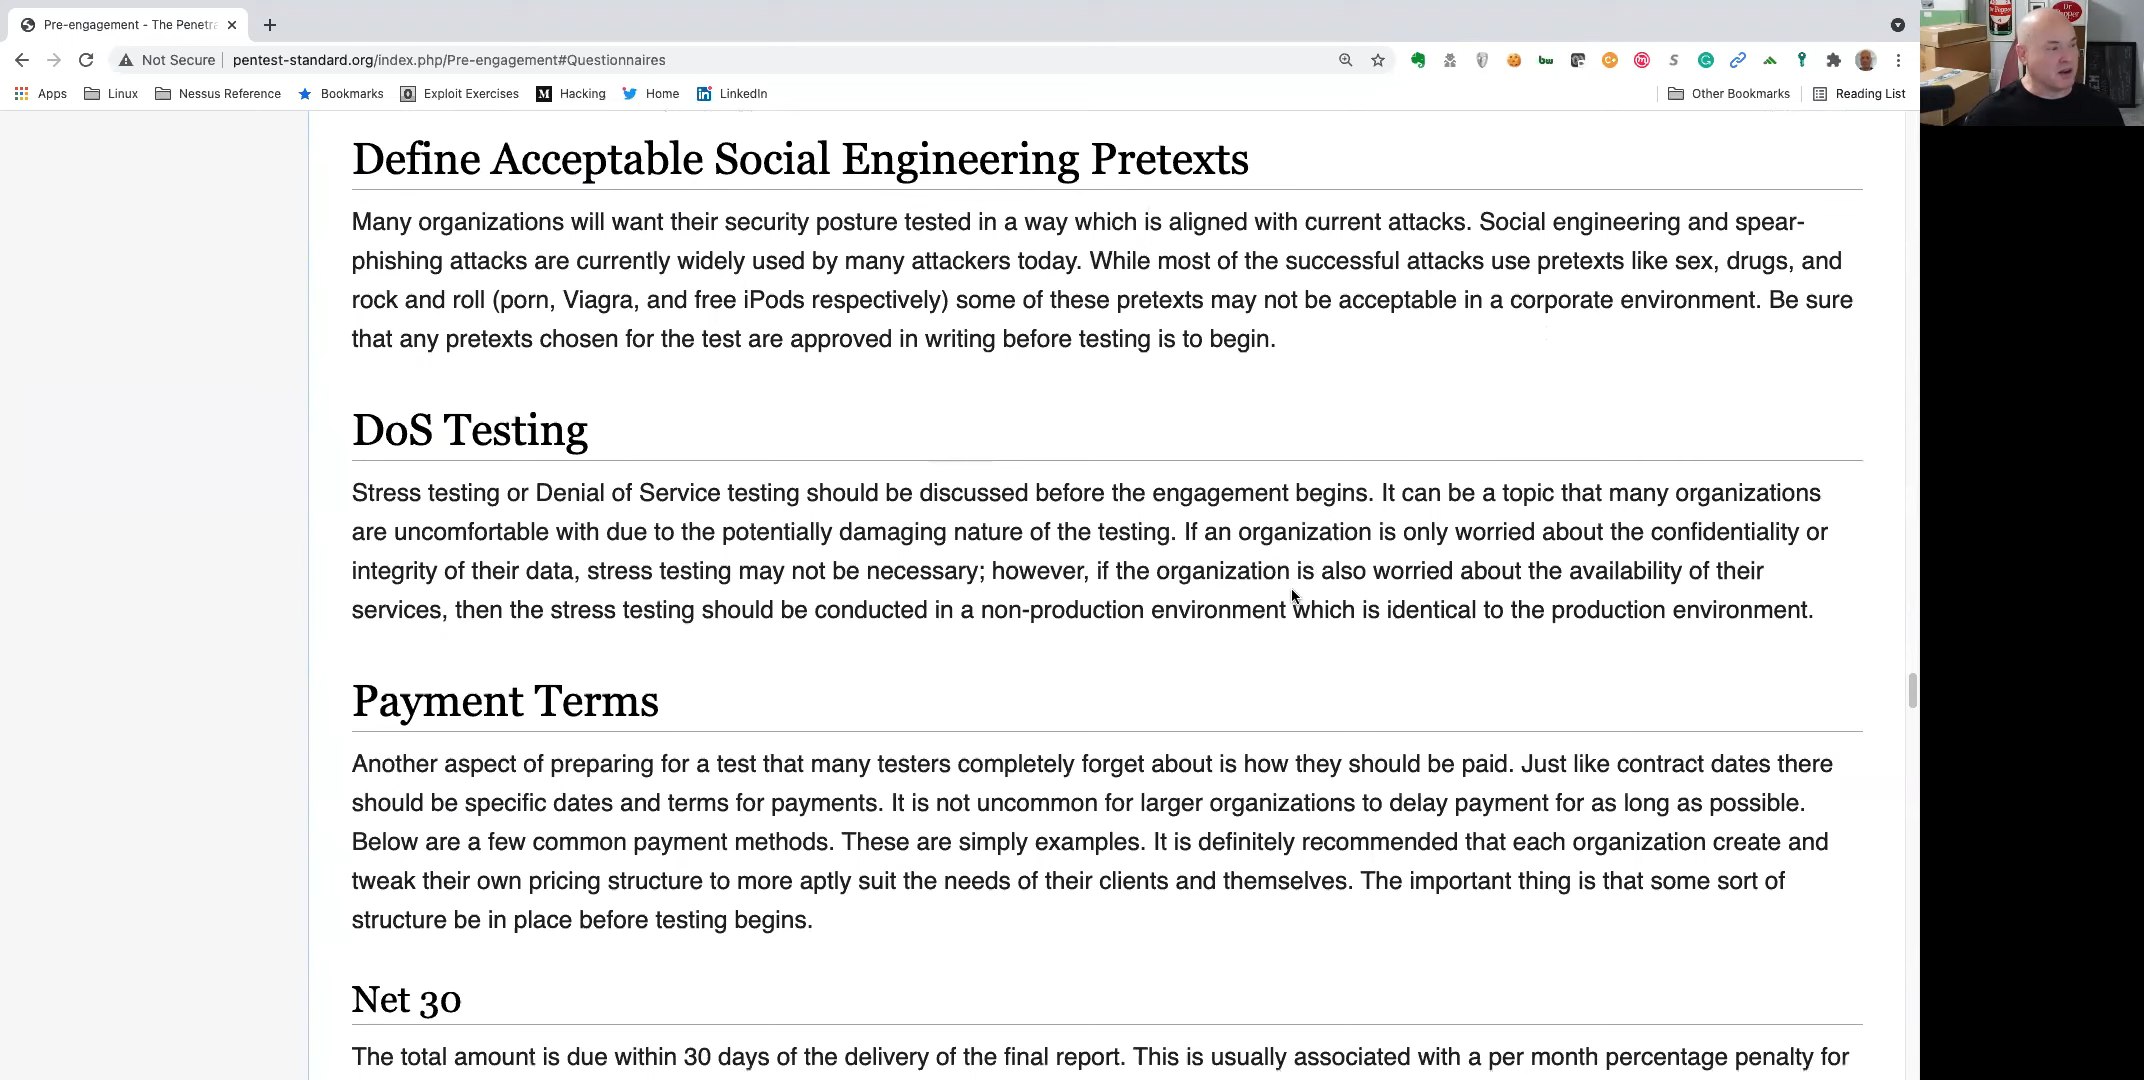 Pre-engagement - The Penetra
Not Secure
pentest-standard.org/index.php/Pre-engagement#Questionnaires
Apps
Linux
Nessus Reference
Bookmarks
Exploit Exercises
Hacking
Home
LinkedIn
Other Bookmarks
Reading List
Define Acceptable Social Engineering Pretexts
Many organizations will want their security posture tested in a way which is aligned with current attacks. Social engineering and spear-
phishing attacks are currently widely used by many attackers today. While most of the successful attacks use pretexts like sex, drugs, and
rock and roll (porn, Viagra, and free iPods respectively) some of these pretexts may not be acceptable in a corporate environment. Be sure
that any pretexts chosen for the test are approved in writing before testing is to begin.
DoS Testing
Stress testing or Denial of Service testing should be discussed before the engagement begins. It can be a topic that many organizations
are uncomfortable with due to the potentially damaging nature of the testing. If an organization is only worried about the confidentiality or
integrity of their data, stress testing may not be necessary; however, if the organization is also worried about the availability of their
services, then the stress testing should be conducted in a non-production environment which is identical to the production environment.
Payment Terms
Another aspect of preparing for a test that many testers completely forget about is how they should be paid. Just like contract dates there
should be specific dates and terms for payments. It is not uncommon for larger organizations to delay payment for as long as possible.
Below are a few common payment methods. These are simply examples. It is definitely recommended that each organization create and
tweak their own pricing structure to more aptly suit the needs of their clients and themselves. The important thing is that some sort of
structure be in place before testing begins.
Net 30
The total amount is due within 30 days of the delivery of the final report. This is usually associated with a per month percentage penalty for